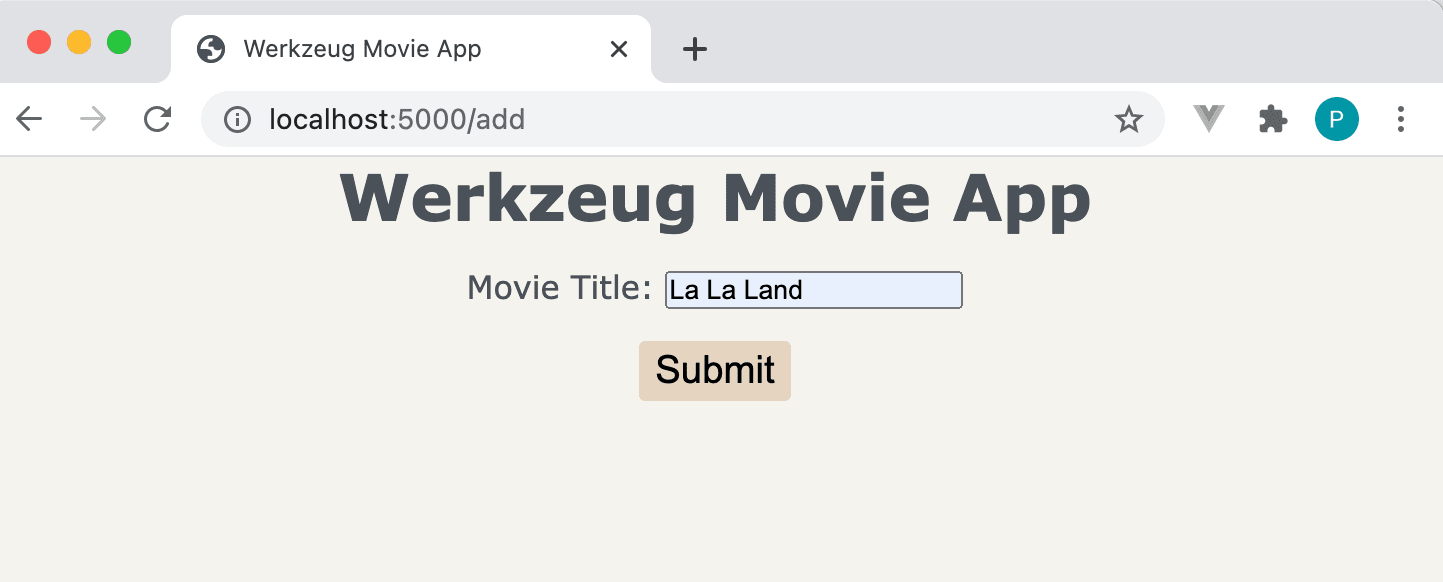 Werkzeug Movie App
localhost:5000/add
P
Werkzeug Movie App
Movie Title: La La Land
Submit